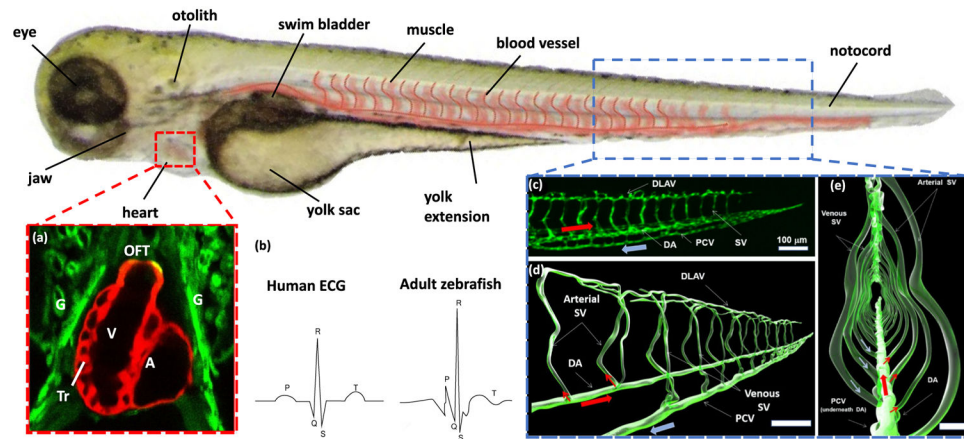 otolith
swim bladder
muscle
blood vessel
notocord
eye
jaw
heart
yolk sac
yolk
extension
(a)
OFT
G
G
V
A
Tr
(b)
Human ECG
Adult zebrafish
R
P
T
Q
S
R
P
T
Q
S
(c)
DLAV
DA
PCV
SV
100 µm
(d)
DLAV
Arterial
SV
DA
Venous
SV
PCV
(e)
Arterial SV
Venous
SV
DA
PCV
(underneath DA)